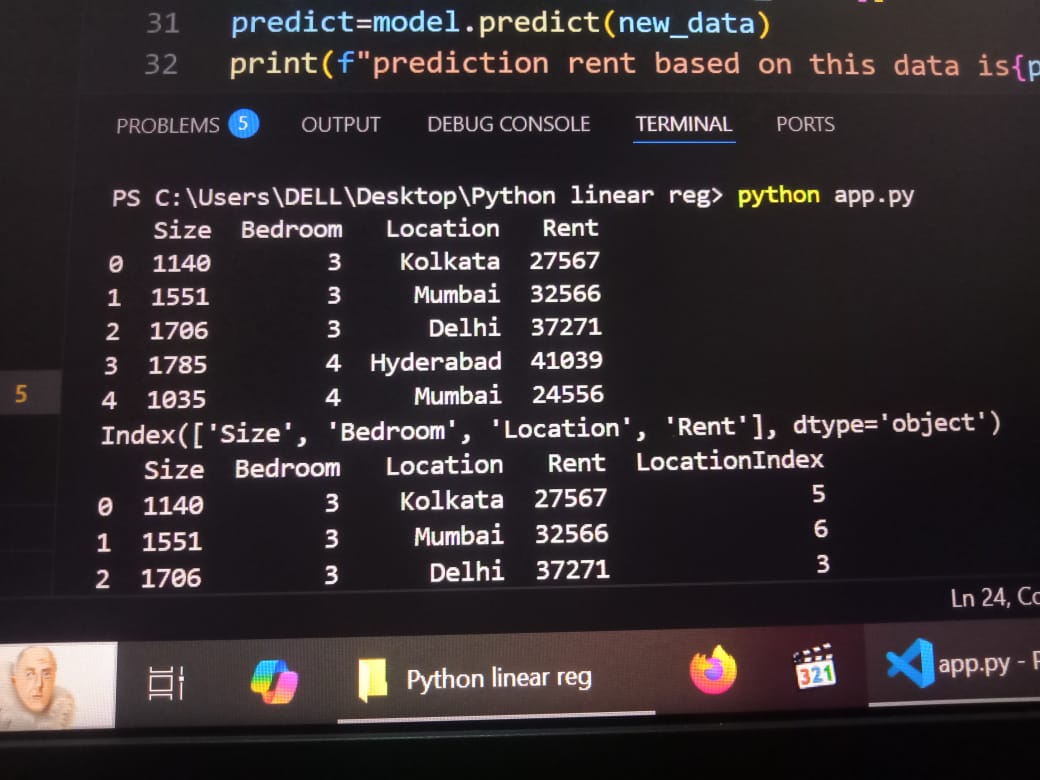 31 predict=model.predict(new_data)
32 print(f"prediction rent based on this data is{p
PROBLEMS 5 OUTPUT DEBUG CONSOLE TERMINAL PORTS
PS C:\Users\DELL\Desktop\Python linear reg> python app.py
Size Bedroom Location Rent
0 1140 3 Kolkata 27567
1 1551 3 Mumbai 32566
2 1706 3 Delhi 37271
3 1785 4 Hyderabad 41039
5
4 1035 4 Mumbai 24556
Index(['Size', 'Bedroom', 'Location', 'Rent'], dtype='object')
Size Bedroom Location Rent LocationIndex
0 1140 3 Kolkata 27567 5
1 1551 3 Mumbai 32566 6
2 1706 3 Delhi 37271 3
Ln 24, Co
Python linear reg 321 app.py - P